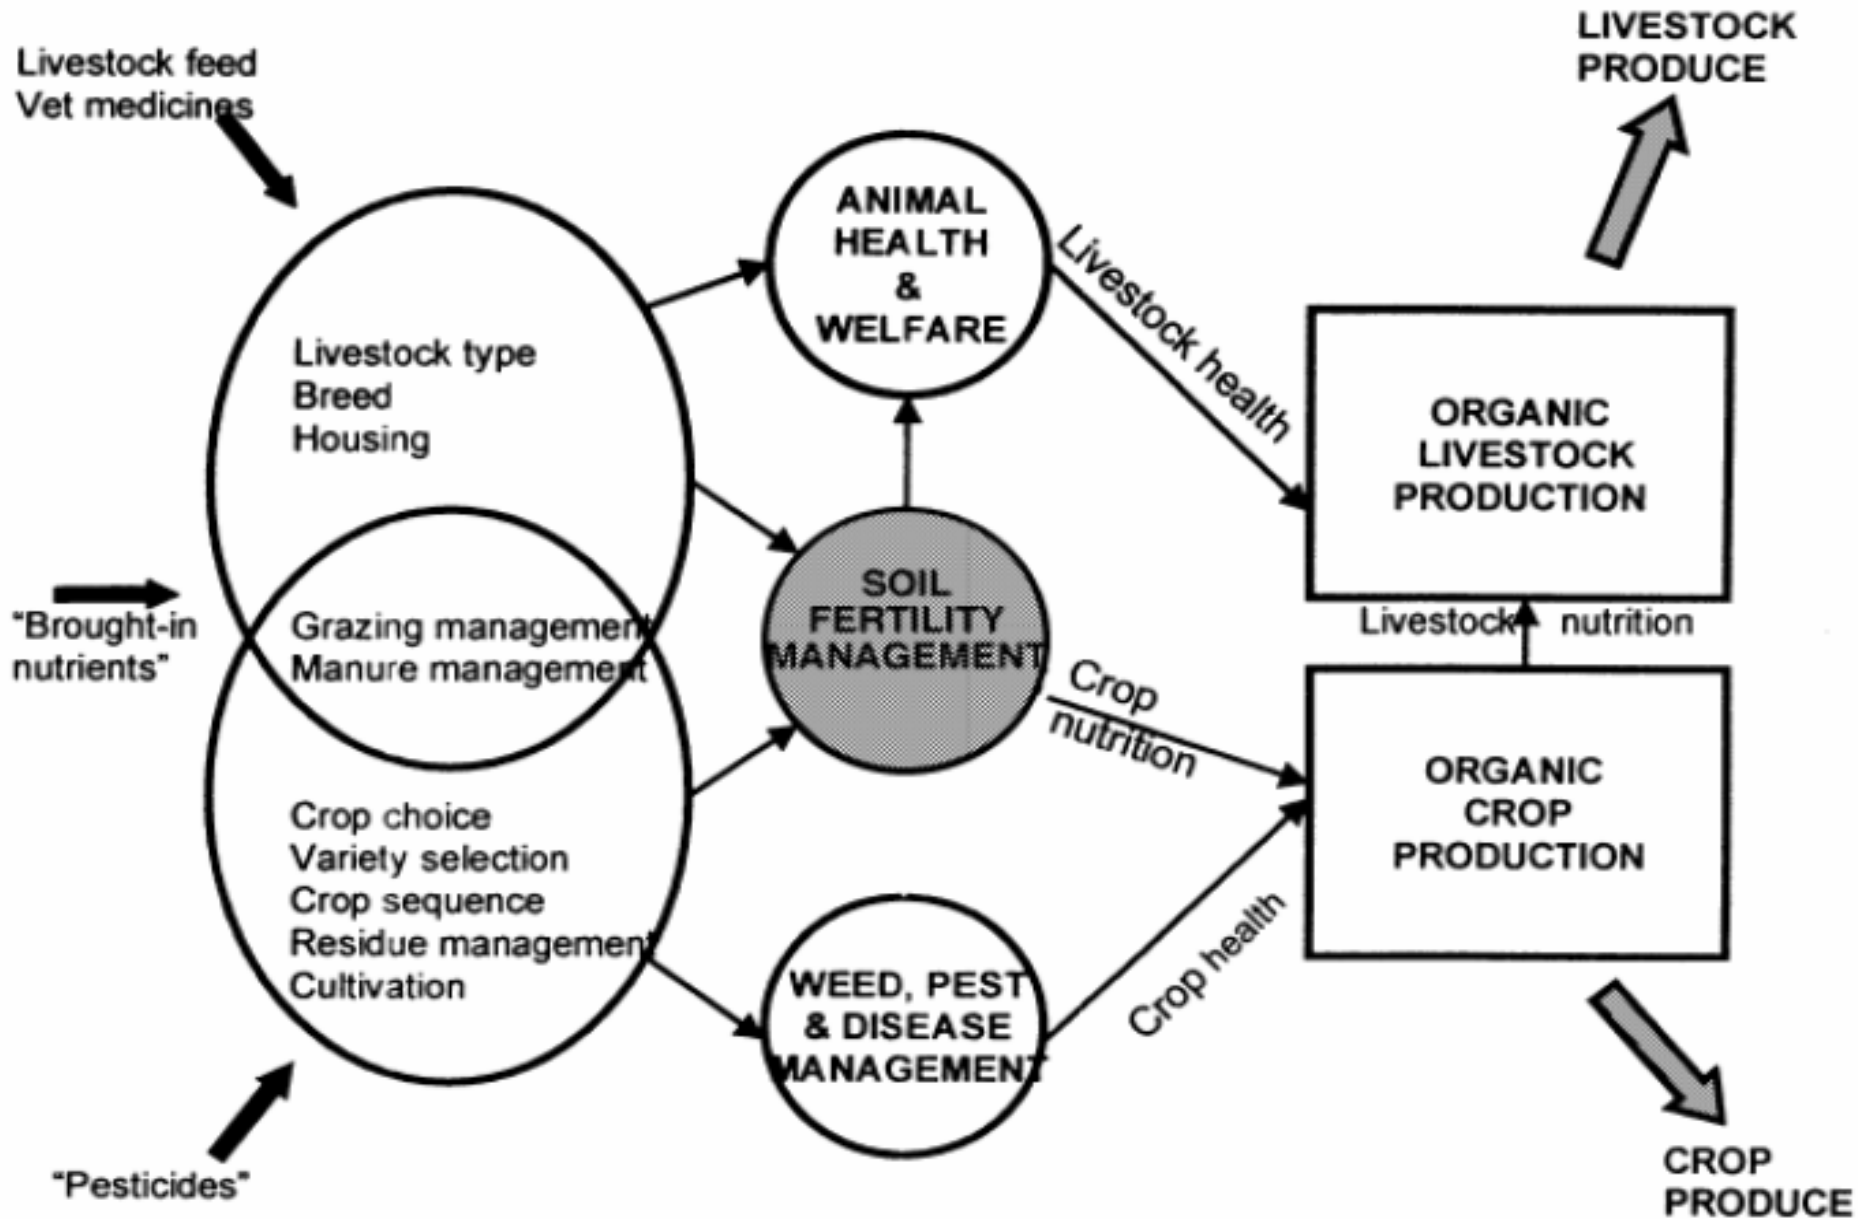 LIVESTOCK
PRODUCE
Livestock feed
Vet medicines
ANIMAL
HEALTH
&
WELFARE
Livestock health
Livestock type
Breed
Housing
ORGANIC
LIVESTOCK
PRODUCTION
SOIL
FERTILITY
MANAGEMENT
"Brought-in
nutrients"
Grazing management
Manure management
Livestock nutrition
Crop
nutrition
ORGANIC
CROP
PRODUCTION
Crop choice
Variety selection
Crop sequence
Residue management
Cultivation
Crop health
WEED, PEST
& DISEASE
MANAGEMENT
"Pesticides"
CROP
PRODUCE